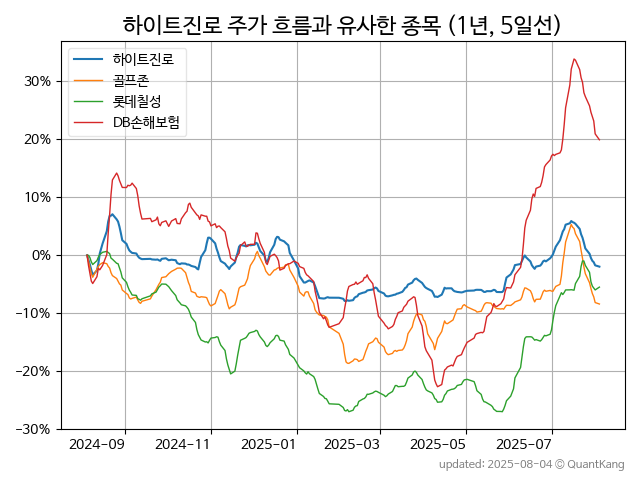 하이트진로 주가 흐름과 유사한 종목 (1년, 5일선)
하이트진로
골프존
롯데칠성
DB손해보험
30%
20%
10%
0%
−10%
−20%
−30%
2024-09
2024-11
2025-01
2025-03
2025-05
2025-07
updated: 2025-08-04 © QuantKang